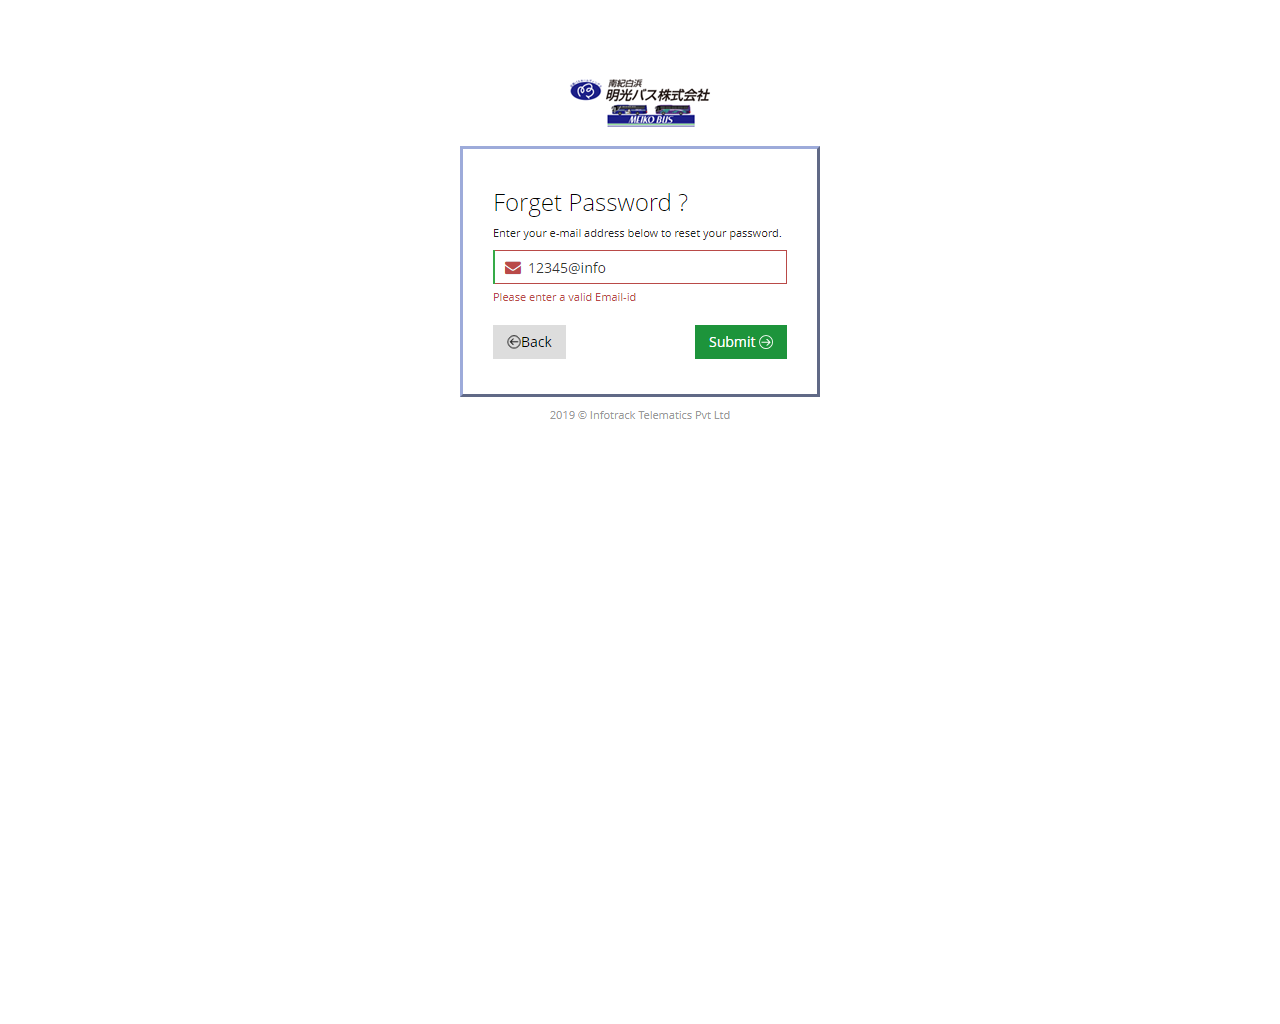 南紀白浜
明光バス株式会社
MEIKO BUS
Forget Password ?
Enter your e-mail address below to reset your password.
12345@info
Please enter a valid Email-id
Back
Submit
2019 © Infotrack Telematics Pvt Ltd